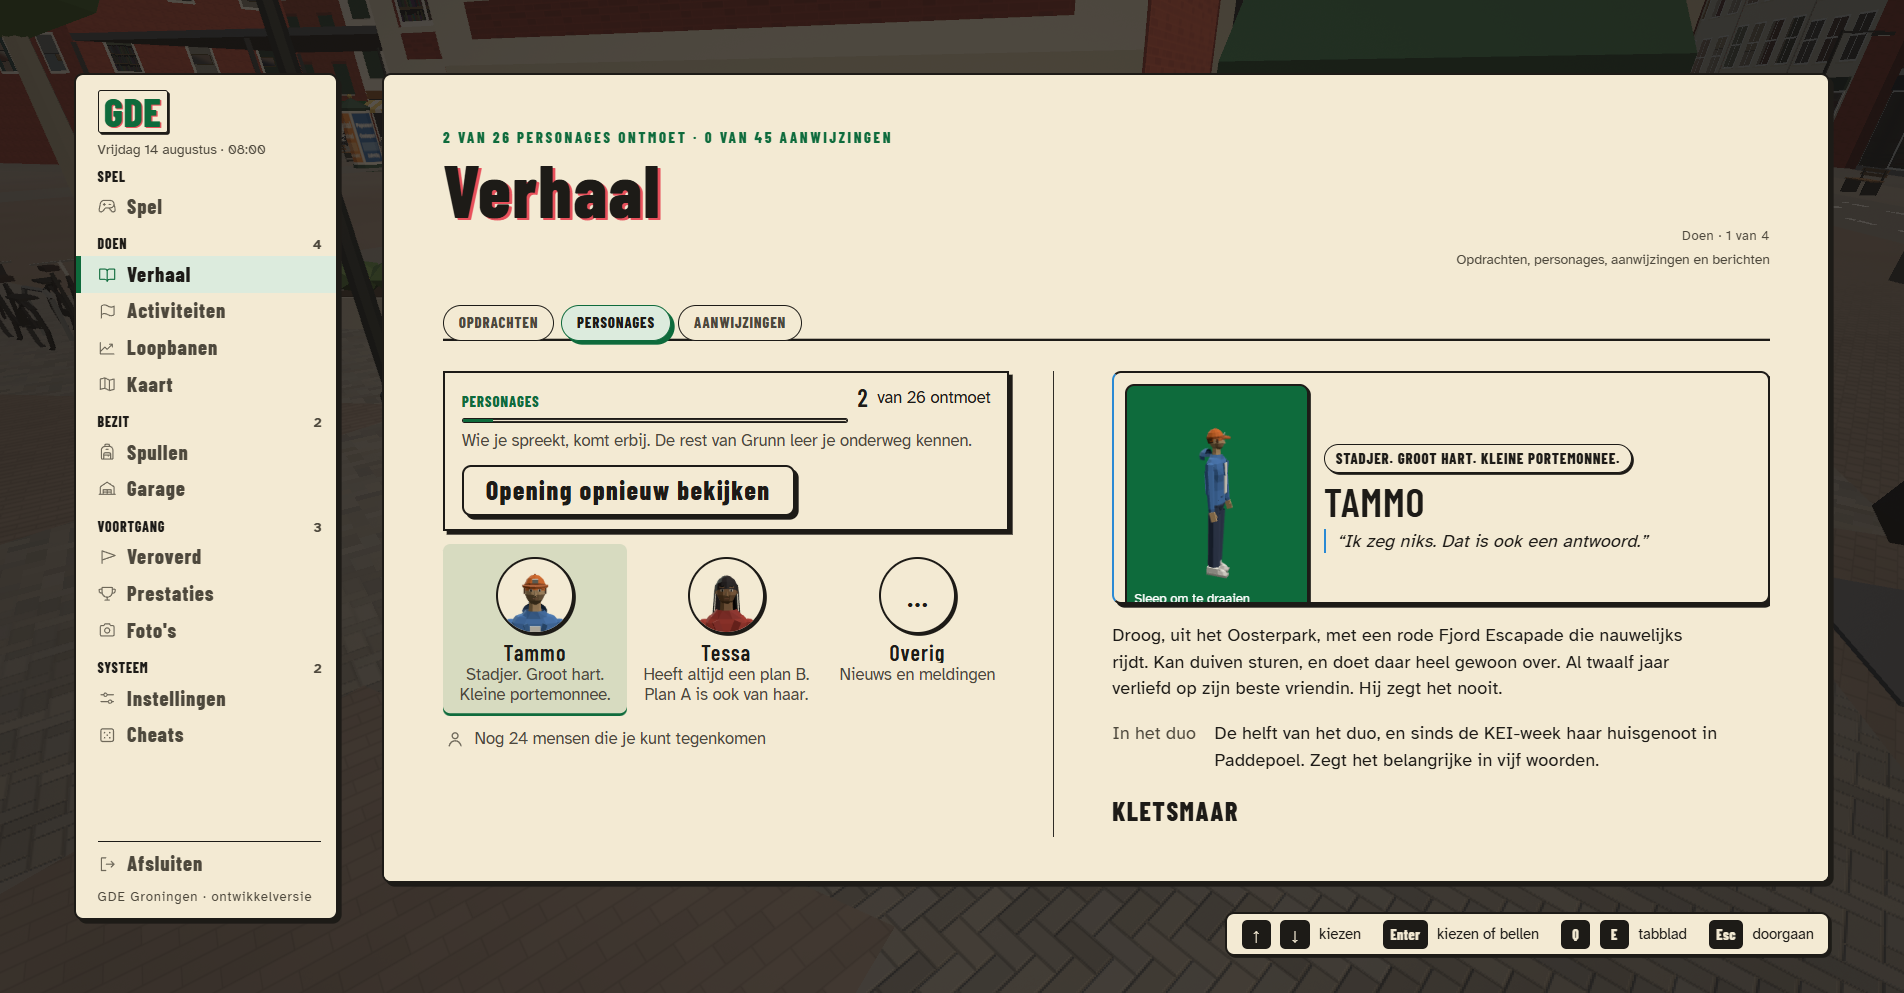 GDE
Vrijdag 14 augustus · 08:00
SPEL
Spel
DOEN 4
Verhaal
Activiteiten
Loopbanen
Kaart
BEZIT 2
Spullen
Garage
VOORTGANG 3
Veroverd
Prestaties
Foto's
SYSTEEM 2
Instellingen
Cheats
Afsluiten
GDE Groningen · ontwikkelversie
2 VAN 26 PERSONAGES ONTMOET · 0 VAN 45 AANWIJZINGEN
Verhaal
Doen · 1 van 4
Opdrachten, personages, aanwijzingen en berichten
OPDRACHTEN PERSONAGES AANWIJZINGEN
PERSONAGES 2 van 26 ontmoet
Wie je spreekt, komt erbij. De rest van Grunn leer je onderweg kennen.
Opening opnieuw bekijken
Tammo
Stadjer. Groot hart.
Kleine portemonnee.
Tessa
Heeft altijd een plan B.
Plan A is ook van haar.
...
Overig
Nieuws en meldingen
Nog 24 mensen die je kunt tegenkomen
Sleep om te draaien
STADJER. GROOT HART. KLEINE PORTEMONNEE.
TAMMO
“Ik zeg niks. Dat is ook een antwoord.”
Droog, uit het Oosterpark, met een rode Fjord Escapade die nauwelijks
rijdt. Kan duiven sturen, en doet daar heel gewoon over. Al twaalf jaar
verliefd op zijn beste vriendin. Hij zegt het nooit.
In het duo De helft van het duo, en sinds de KEI-week haar huisgenoot in
Paddepoel. Zegt het belangrijke in vijf woorden.
KLETSMAAR
↑ ↓ kiezen Enter kiezen of bellen Q E tabblad Esc doorgaan